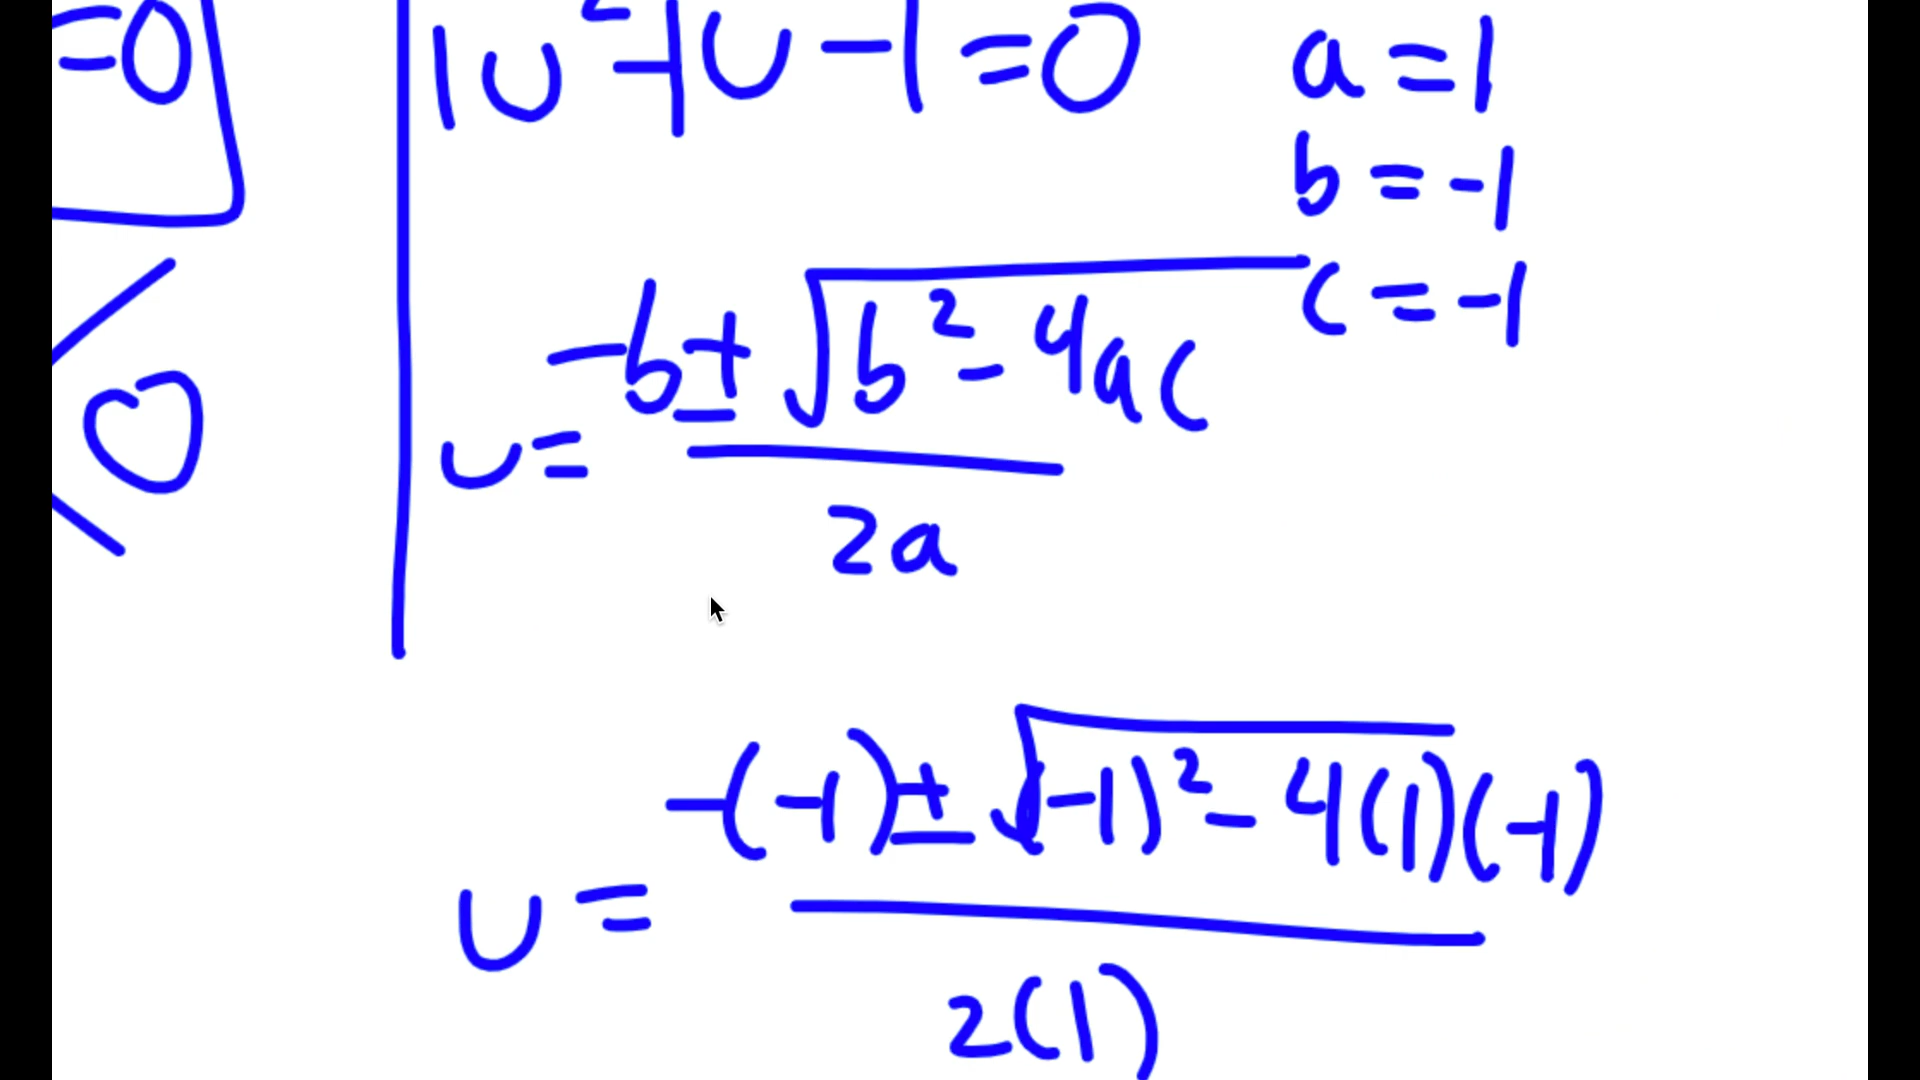 =0
1u²-1u-1=0
a=1
b=-1
c=-1
0
u= -b±√b²-4ac / 2a
u= -(-1)±√(-1)²-4(1)(-1) / 2(1)